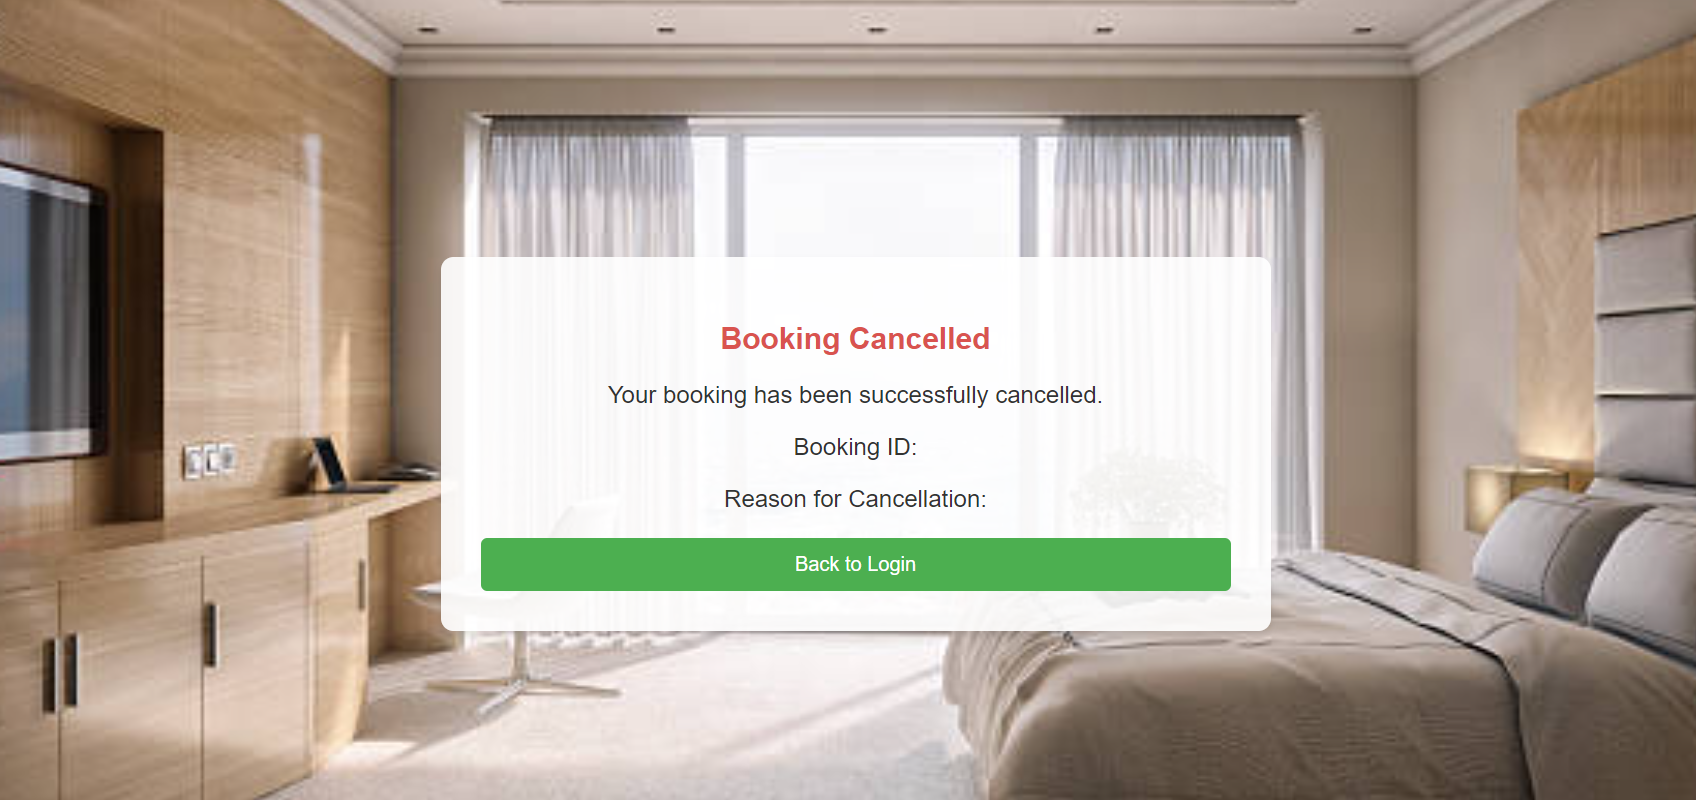 Booking Cancelled
Your booking has been successfully cancelled.
Booking ID:
Reason for Cancellation:
Back to Login